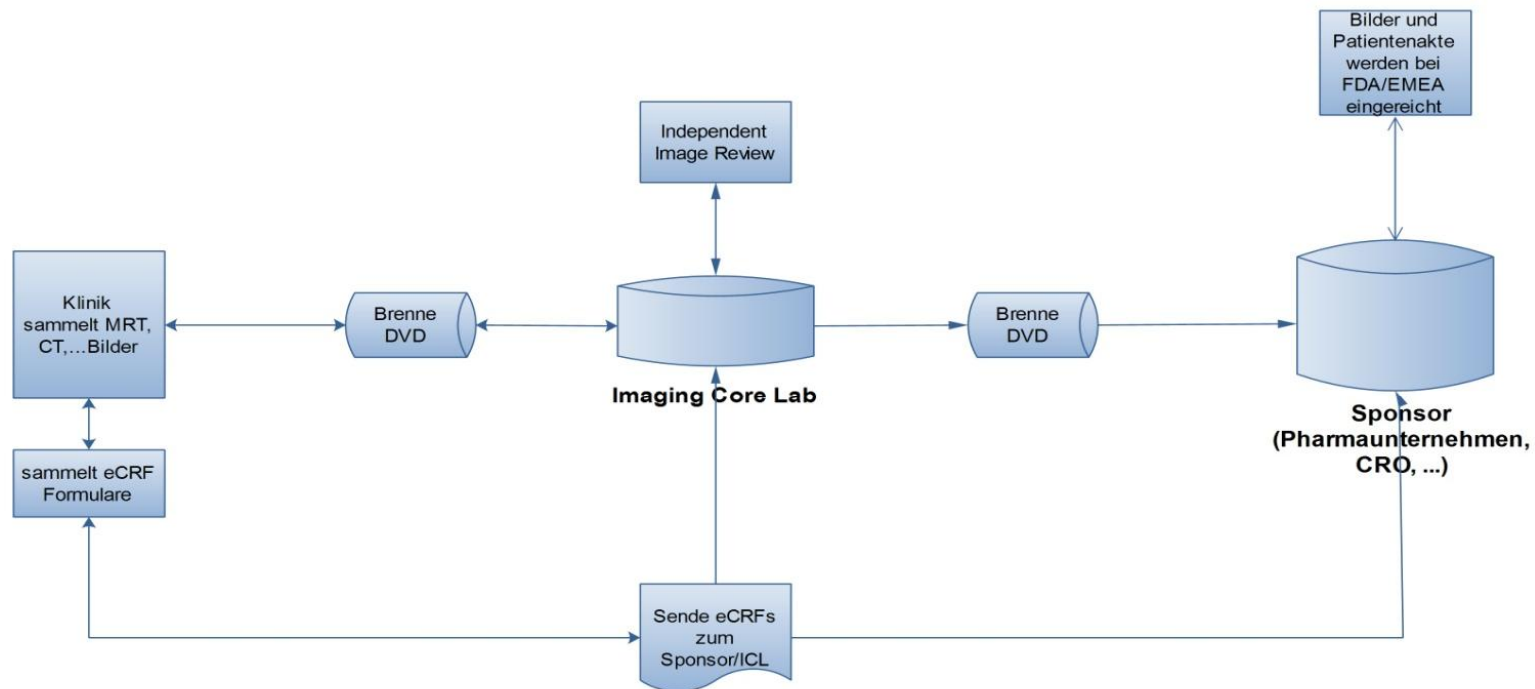 Bilder und
Patientenakte
werden bei
FDA/EMEA
eingereicht
Independent
Image Review
Klinik
sammelt MRT,
CT,...Bilder
Brenne
DVD
Brenne
DVD
Imaging Core Lab
Sponsor
(Pharmaunternehmen,
CRO, ...)
sammelt eCRF
Formulare
Sende eCRFs
zum
Sponsor/ICL